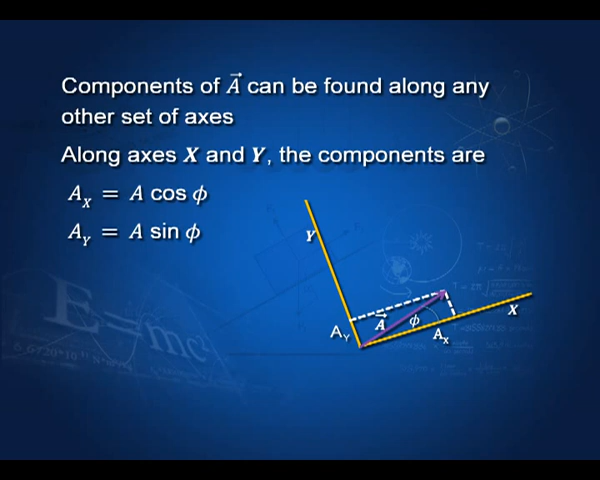 Components of A⃗ can be found along any
other set of axes
Along axes X and Y, the components are
A_X = A cos ϕ
A_Y = A sin ϕ
Y
X
A⃗
ϕ
A_Y
A_X
E=mc²